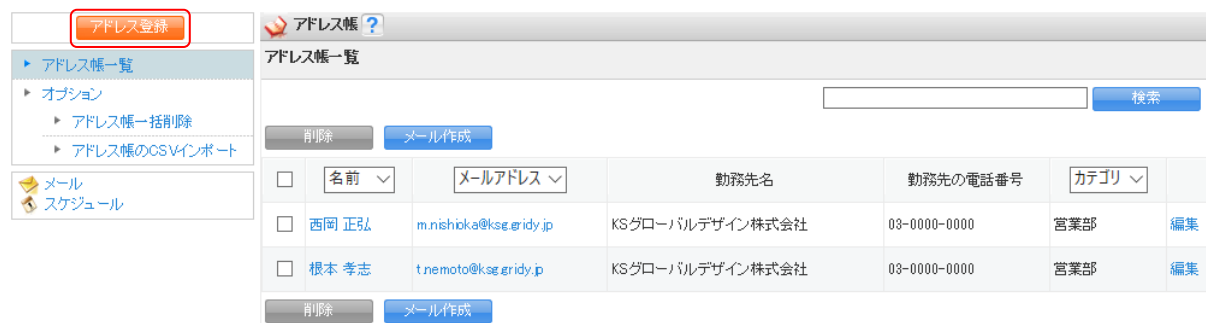 アドレス登録
アドレス帳一覧
オプション
アドレス帳一括削除
アドレス帳のCSVインポート
メール
スケジュール
アドレス帳 ?
アドレス帳一覧
検索
削除 メール作成
名前 メールアドレス 勤務先名 勤務先の電話番号 カテゴリ
西岡 正弘 m.nishioka@ksg.gridy.jp KSグローバルデザイン株式会社 03-0000-0000 営業部 編集
根本 孝志 t.nemoto@ksg.gridy.jp KSグローバルデザイン株式会社 03-0000-0000 営業部 編集
削除 メール作成